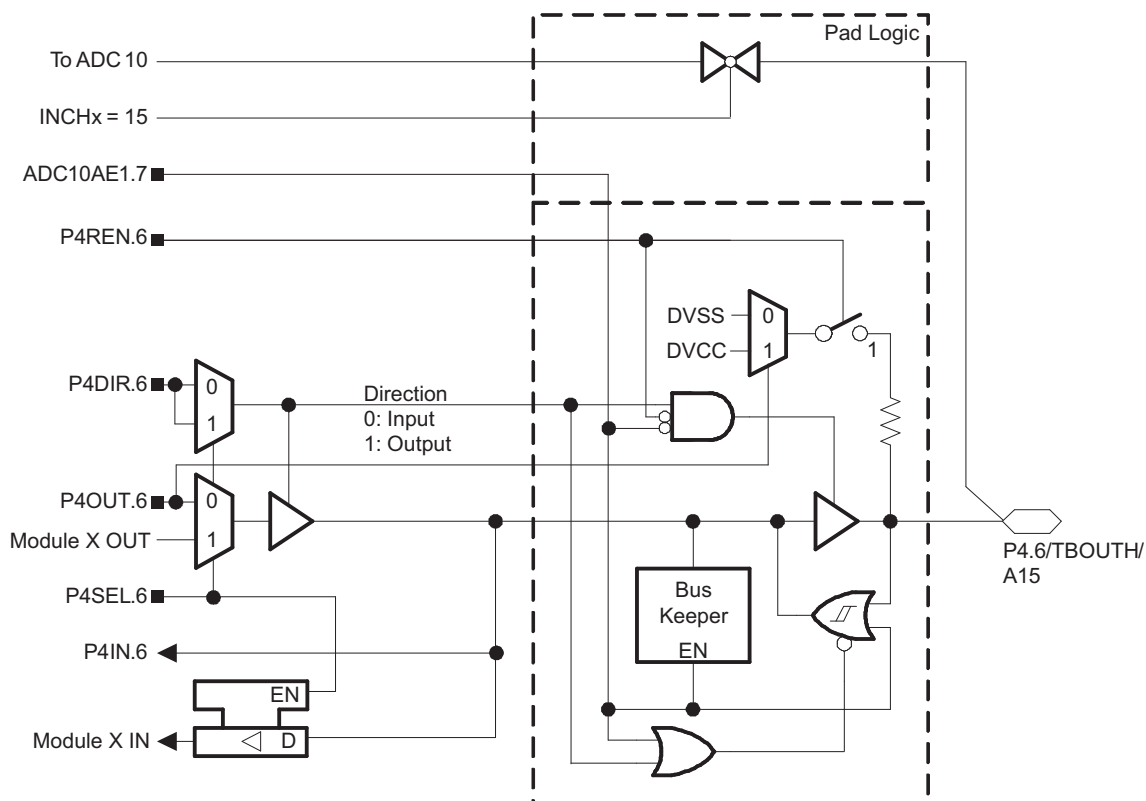 Pad Logic
To ADC 10
INCHx = 15
ADC10AE1.7
P4REN.6
DVSS
0
DVCC
1
1
P4DIR.6
0
1
Direction
0: Input
1: Output
P4OUT.6
0
Module X OUT
1
P4.6/TBOUTH/
A15
P4SEL.6
Bus
Keeper
EN
P4IN.6
EN
Module X IN
D